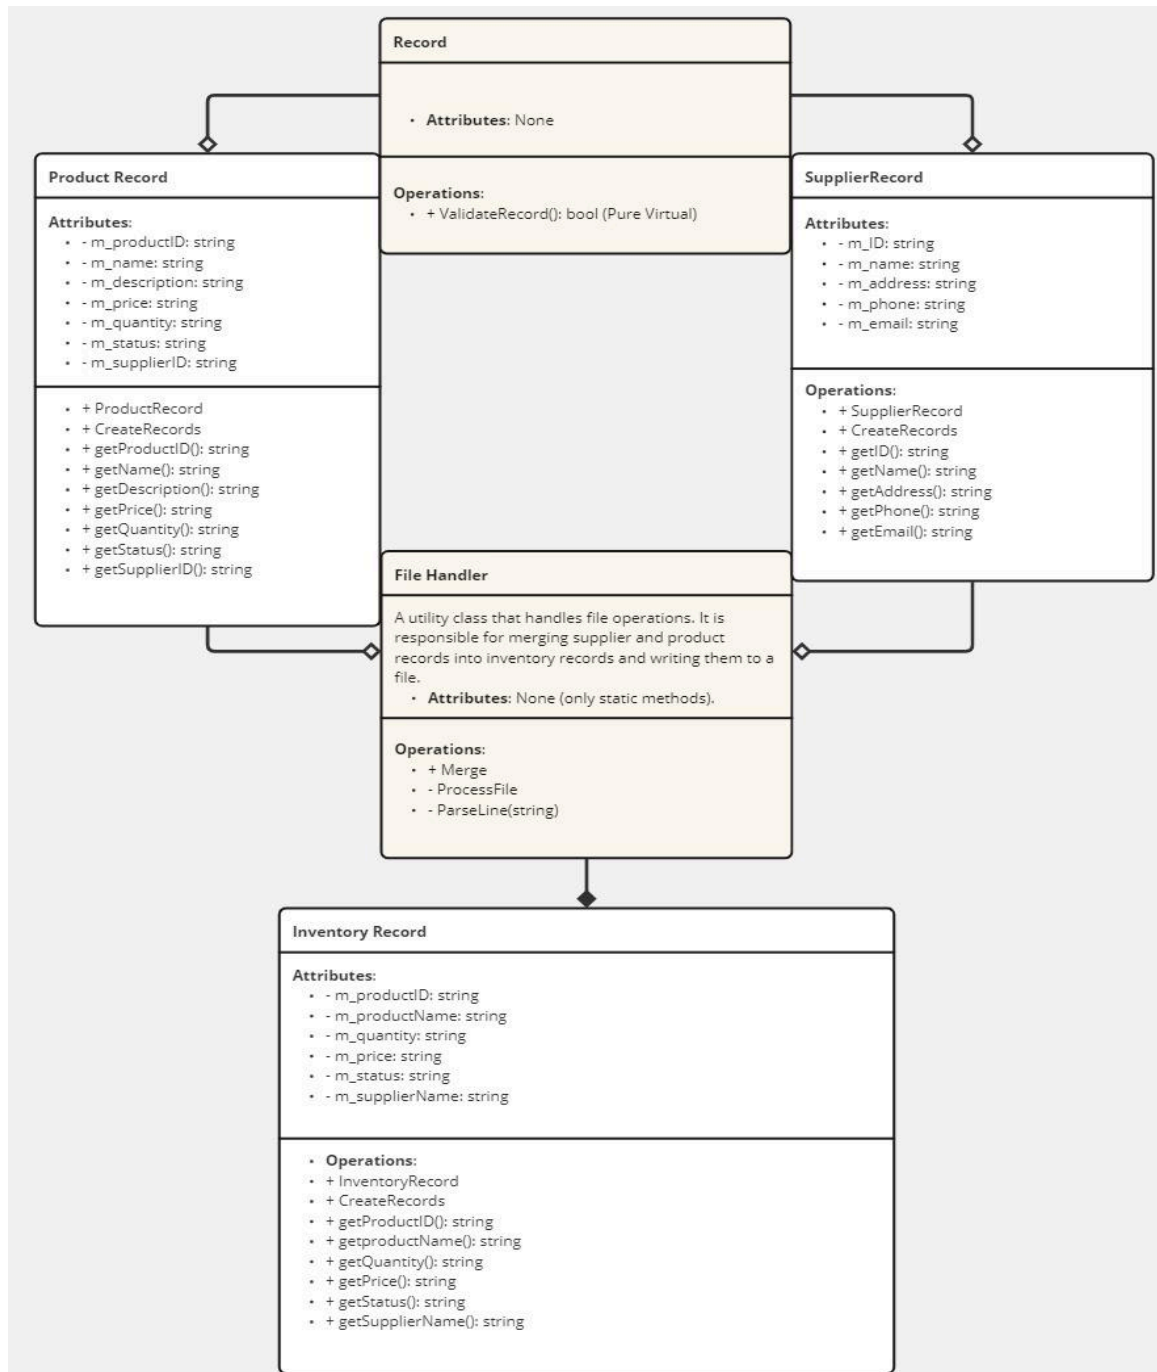 Record
• Attributes: None
Operations:
• + ValidateRecord(): bool (Pure Virtual)
Product Record
Attributes:
• - m_productID: string
• - m_name: string
• - m_description: string
• - m_price: string
• - m_quantity: string
• - m_status: string
• - m_supplierID: string
• + ProductRecord
• + CreateRecords
• + getProductID(): string
• + getName(): string
• + getDescription(): string
• + getPrice(): string
• + getQuantity(): string
• + getStatus(): string
• + getSupplierID(): string
SupplierRecord
Attributes:
• - m_ID: string
• - m_name: string
• - m_address: string
• - m_phone: string
• - m_email: string
Operations:
• + SupplierRecord
• + CreateRecords
• + getID(): string
• + getName(): string
• + getAddress(): string
• + getPhone(): string
• + getEmail(): string
File Handler
A utility class that handles file operations. It is
responsible for merging supplier and product
records into inventory records and writing them to a
file.
• Attributes: None (only static methods).
Operations:
• + Merge
• - ProcessFile
• - ParseLine(string)
Inventory Record
Attributes:
• - m_productID: string
• - m_productName: string
• - m_quantity: string
• - m_price: string
• - m_status: string
• - m_supplierName: string
• Operations:
• + InventoryRecord
• + CreateRecords
• + getProductID(): string
• + getproductName(): string
• + getQuantity(): string
• + getPrice(): string
• + getStatus(): string
• + getSupplierName(): string